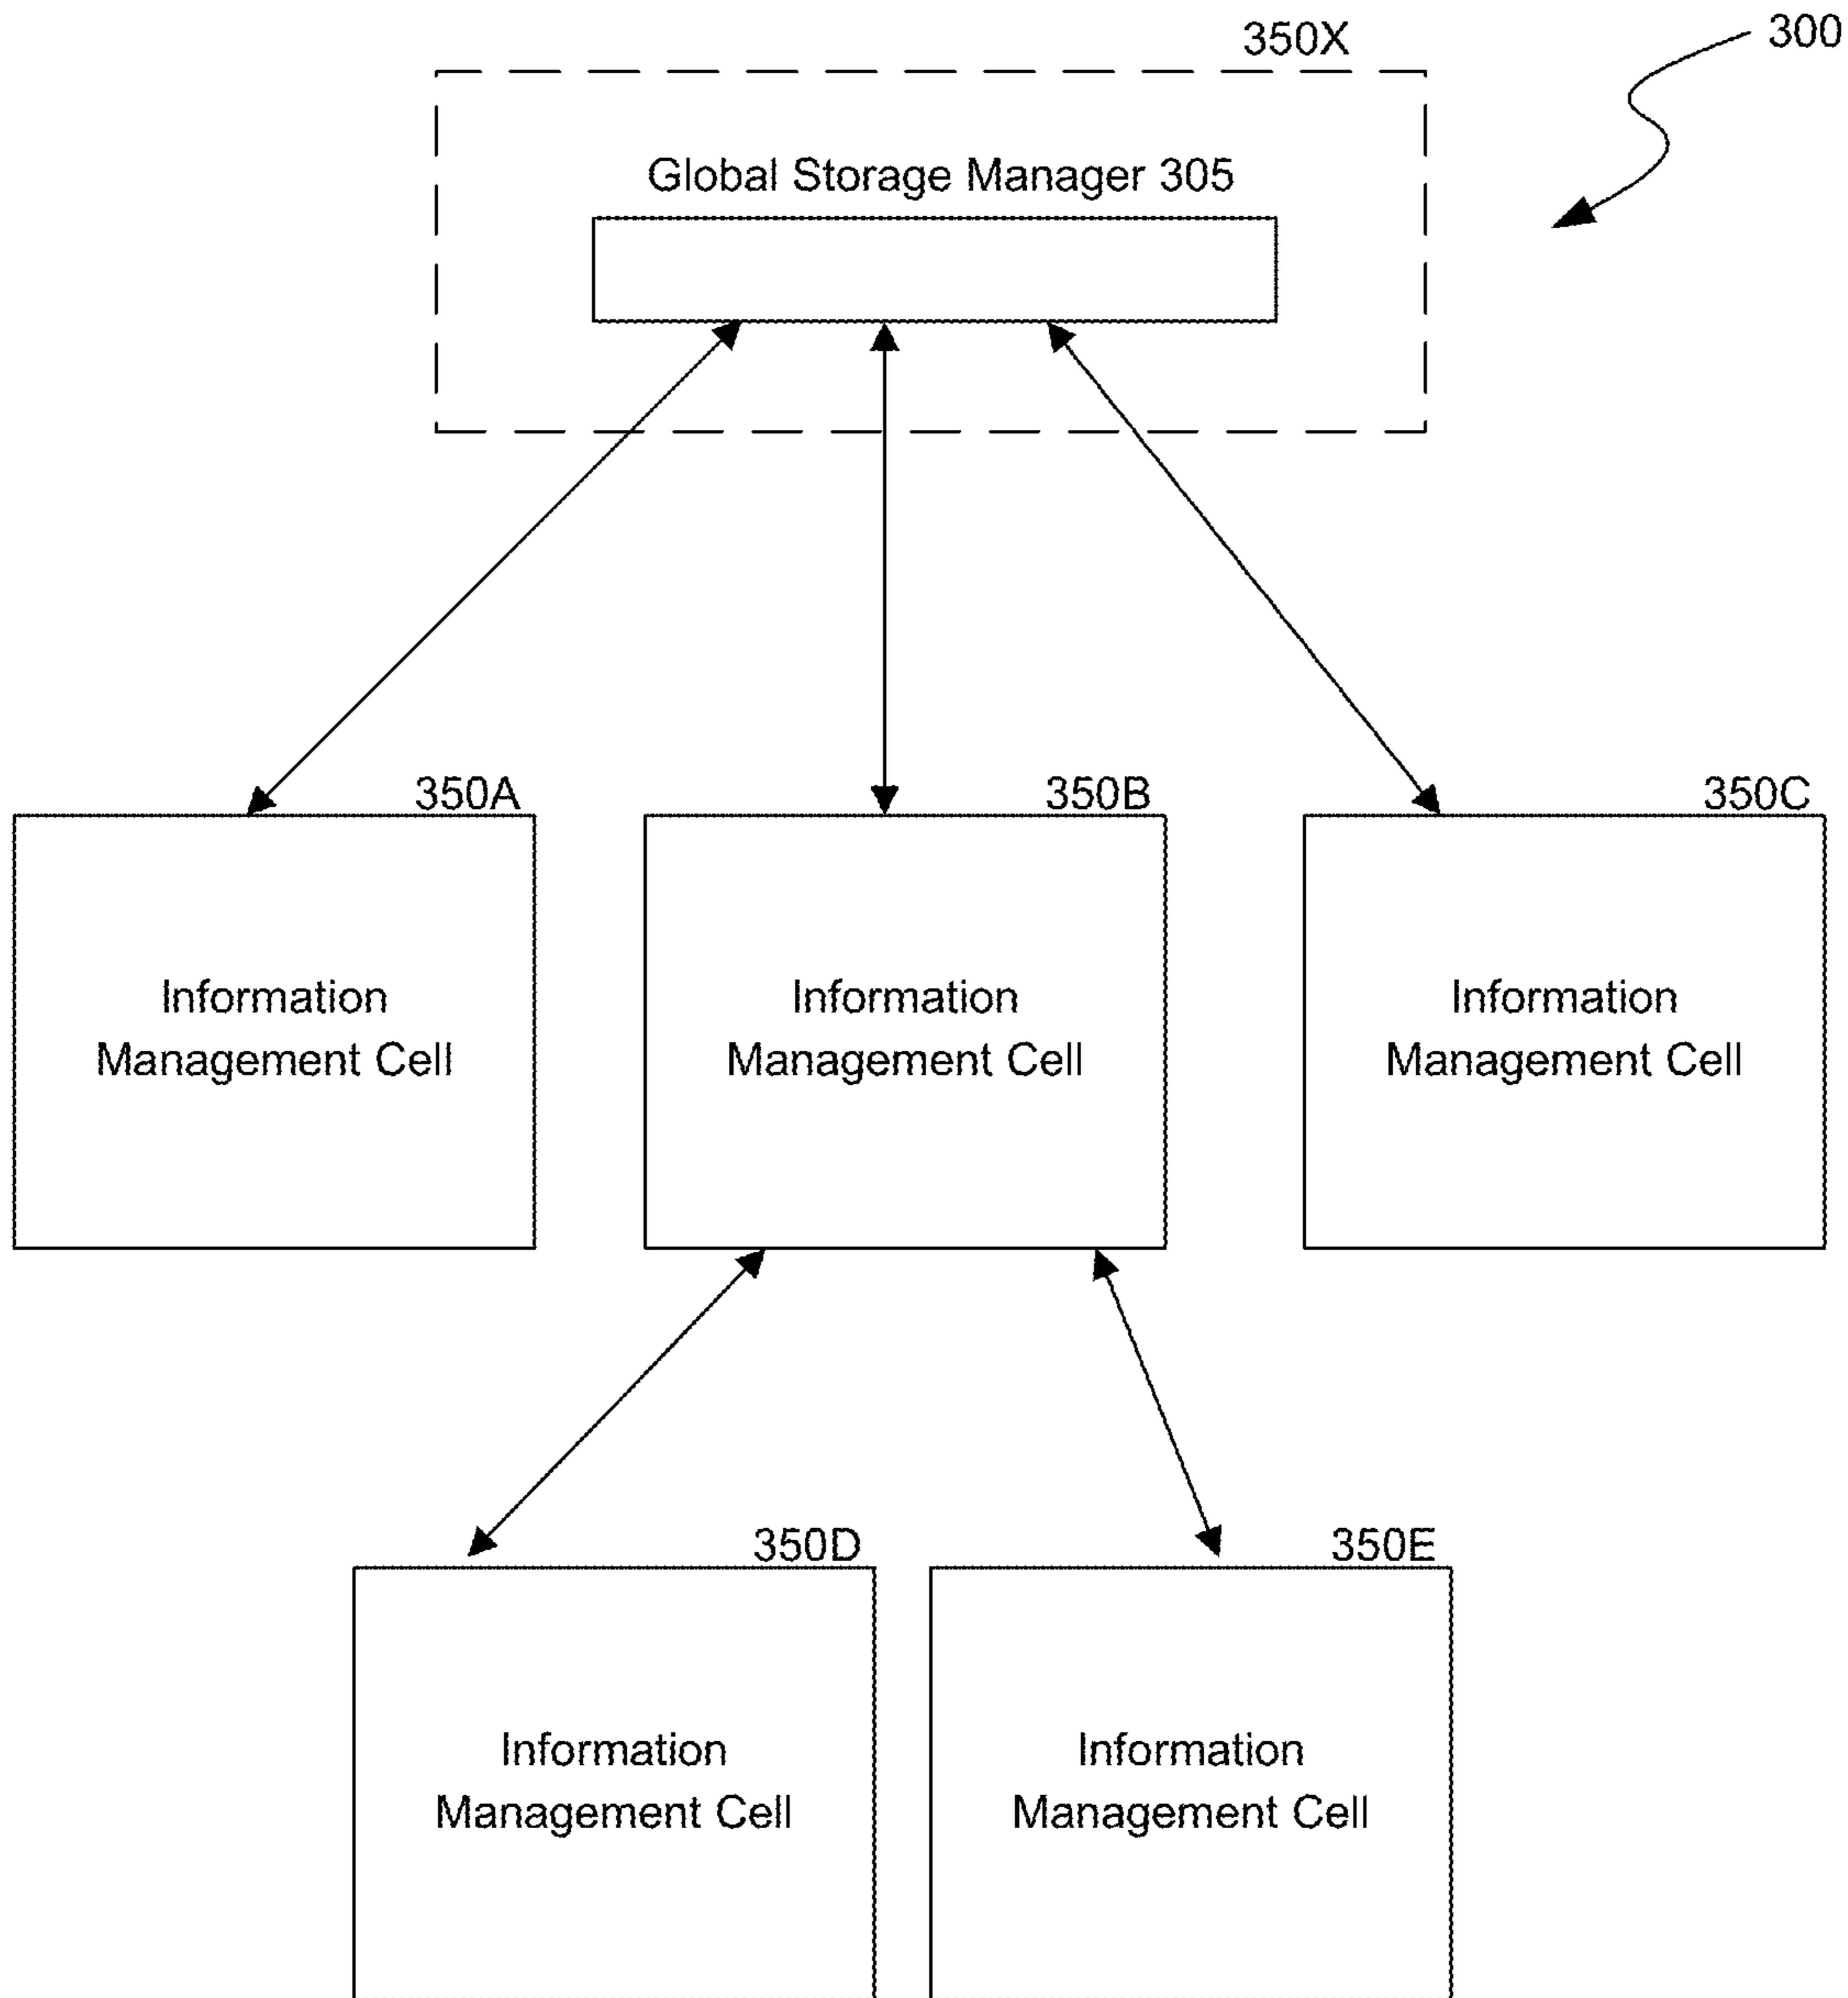 350X
300
Global Storage Manager 305
350A
350B
350C
Information
Management Cell
Information
Management Cell
Information
Management Cell
350D
350E
Information
Management Cell
Information
Management Cell